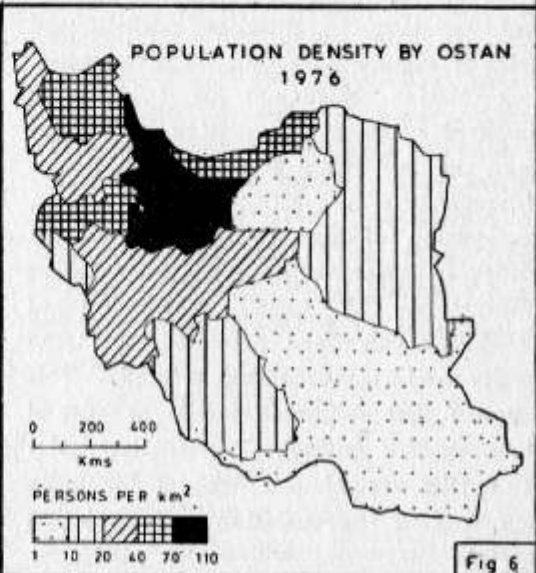 POPULATION DENSITY BY OSTAN
1976
0 200 400
Kms
PERSONS PER km²
1 10 20 40 70 110
Fig 6